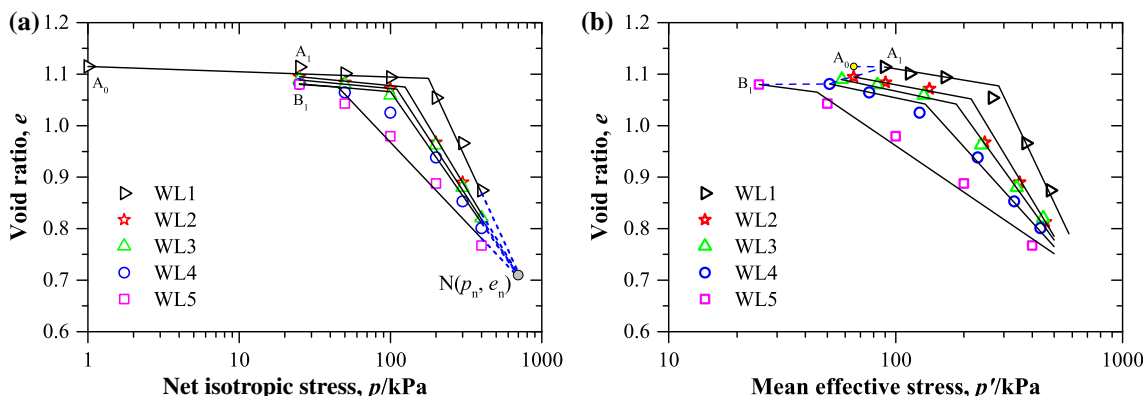 (a)
1.2
1.1
1.0
0.9
0.8
0.7
0.6
Void ratio, e
A₀
A₁
B₁
WL1
WL2
WL3
WL4
WL5
N(pₙ, eₙ)
1
10
100
1000
Net isotropic stress, p/kPa
(b)
1.2
1.1
1.0
0.9
0.8
0.7
0.6
Void ratio, e
A₀
A₁
B₁
WL1
WL2
WL3
WL4
WL5
10
100
1000
Mean effective stress, p'/kPa